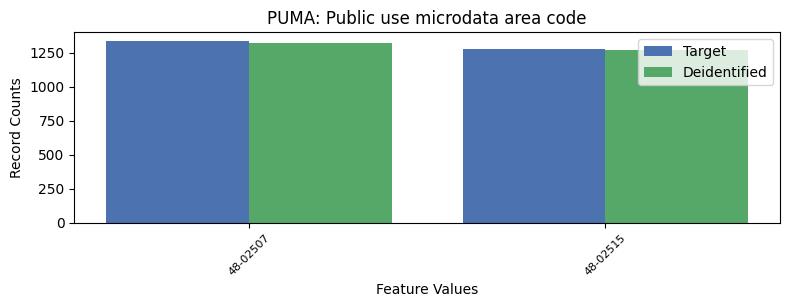 PUMA: Public use microdata area code
Target
Deidentified
Record Counts
1250
1000
750
500
250
0
48-02507
48-02515
Feature Values